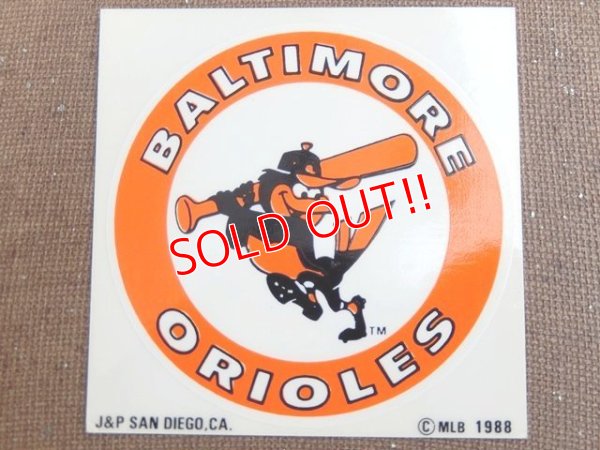 BALTIMORE
SOLD OUT!!
TM
ORIOLES
J&P SAN DIEGO,CA.
© MLB 1988